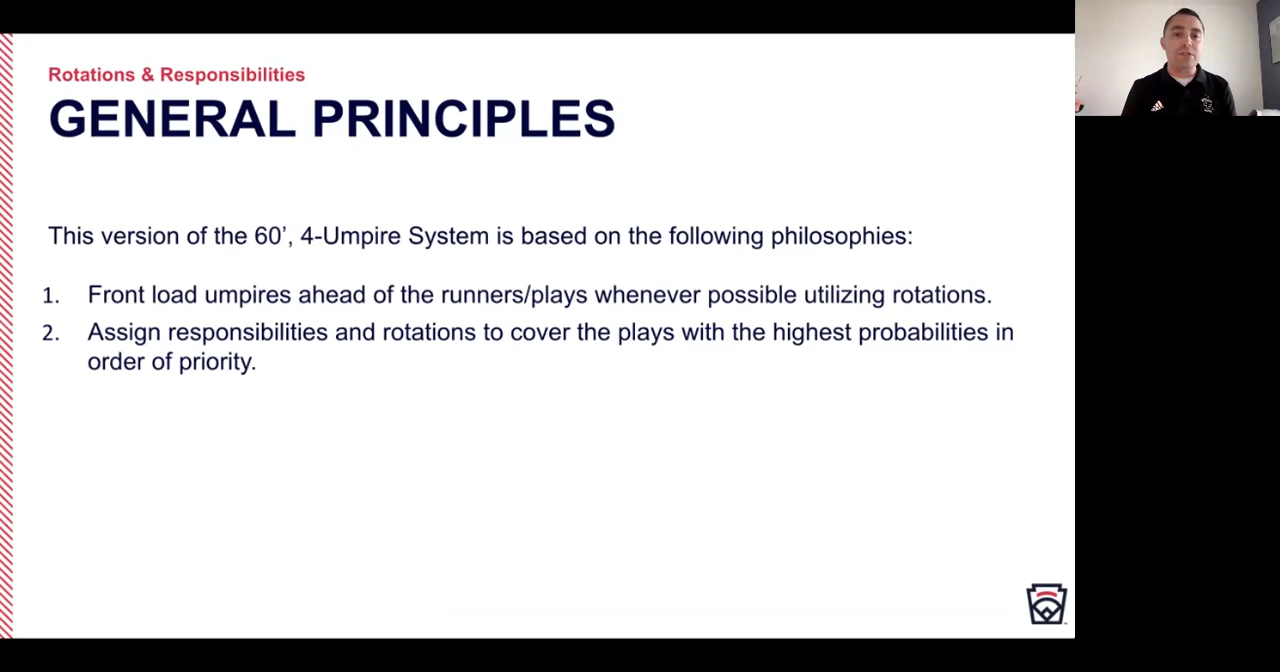 Rotations & Responsibilities
GENERAL PRINCIPLES
This version of the 60’, 4-Umpire System is based on the following philosophies:
1. Front load umpires ahead of the runners/plays whenever possible utilizing rotations.
2. Assign responsibilities and rotations to cover the plays with the highest probabilities in
order of priority.